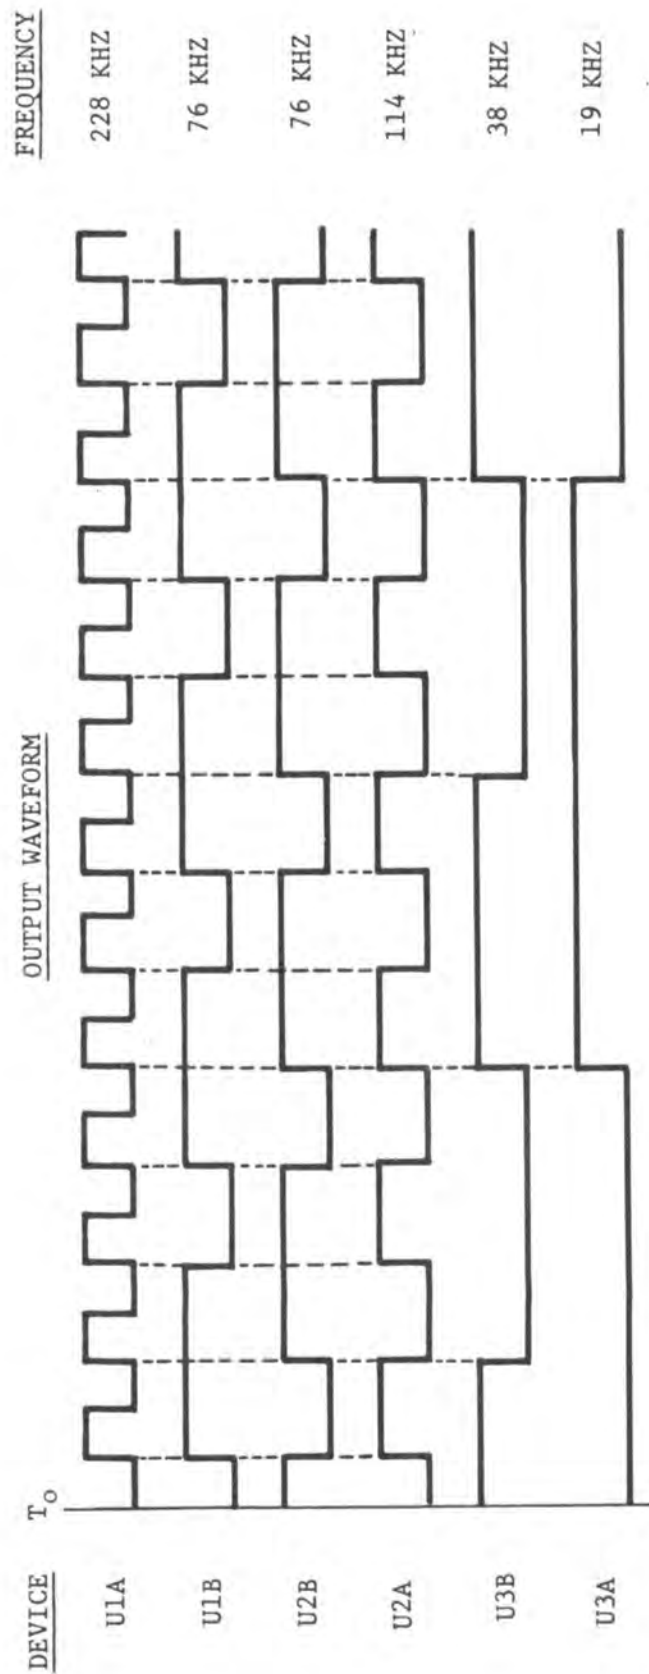 DEVICE OUTPUT WAVEFORM FREQUENCY
T₀
U1A 228 KHZ
U1B 76 KHZ
U2B 76 KHZ
U2A 114 KHZ
U3B 38 KHZ
U3A 19 KHZ